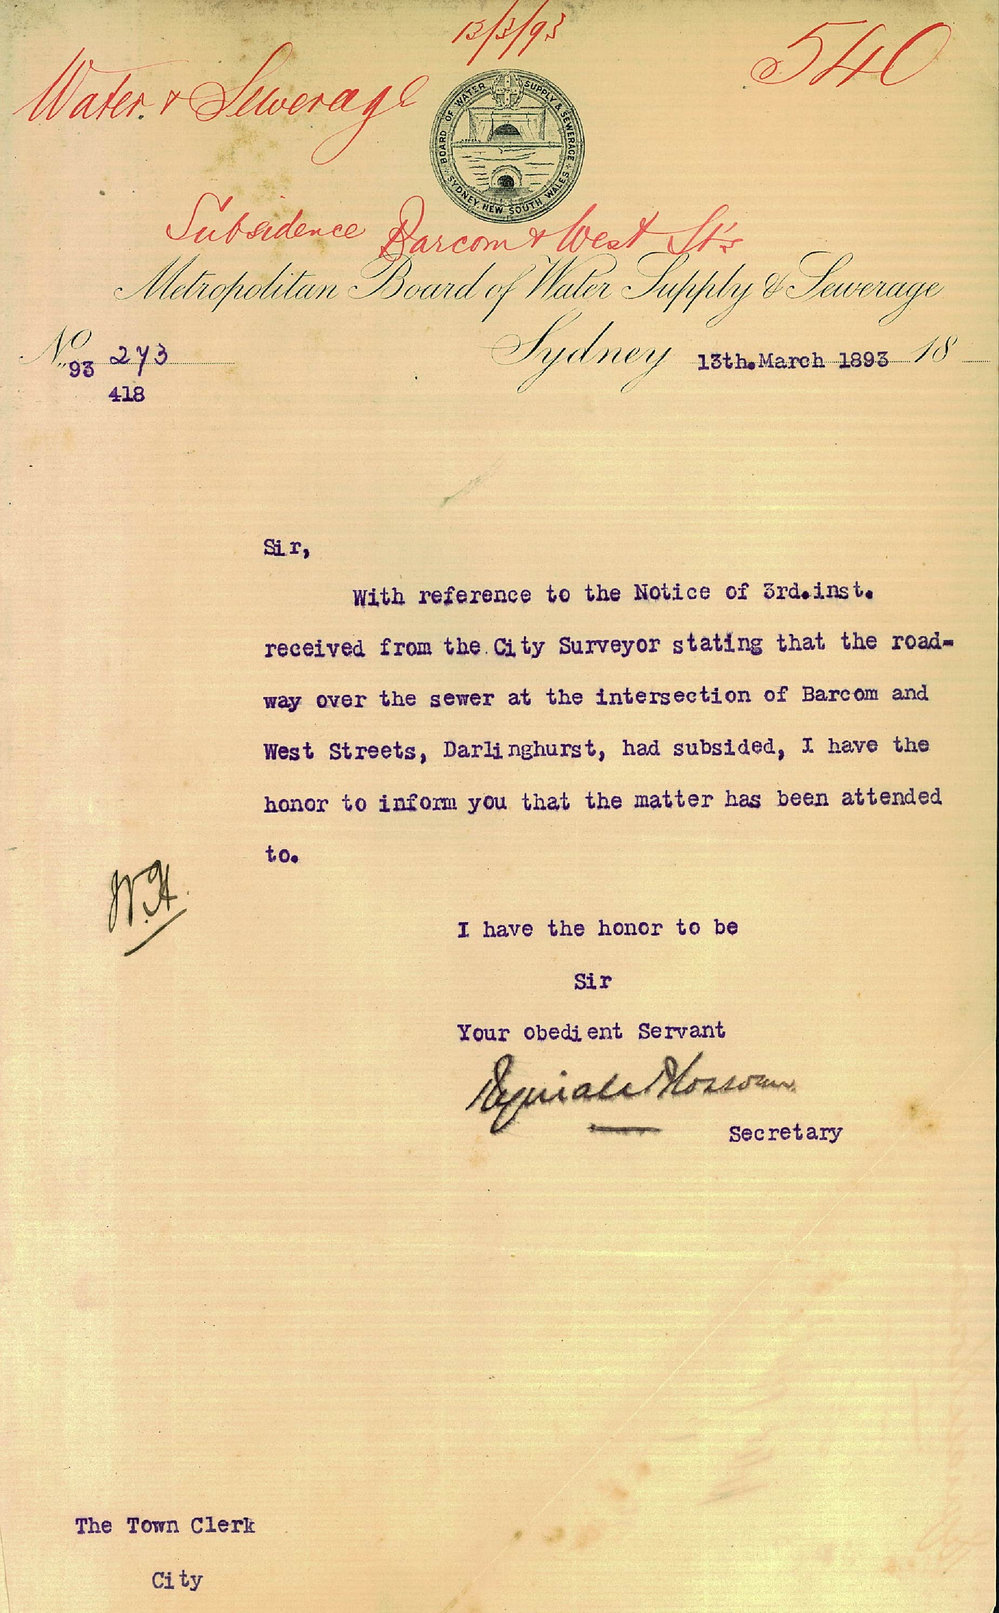 13/3/93
540
Water & Sewerage
BOARD OF WATER SUPPLY & SEWERAGE
SYDNEY NEW SOUTH WALES
Subsidence Barcom & West Sts
Metropolitan Board of Water Supply & Sewerage
No 93 273
418
Sydney 13th.March 1893 18
Sir,
With reference to the Notice of 3rd.inst.
received from the City Surveyor stating that the road-
way over the sewer at the intersection of Barcom and
West Streets, Darlinghurst, had subsided, I have the
honor to inform you that the matter has been attended
to.
W.H.
I have the honor to be
Sir
Your obedient Servant
Secretary
The Town Clerk
City